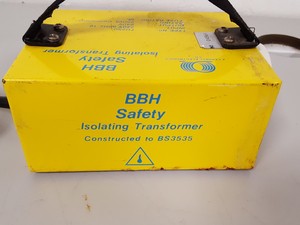 BBH
Safety
Isolating Transformer
BBH
Safety
Isolating Transformer
Constructed to BS3535